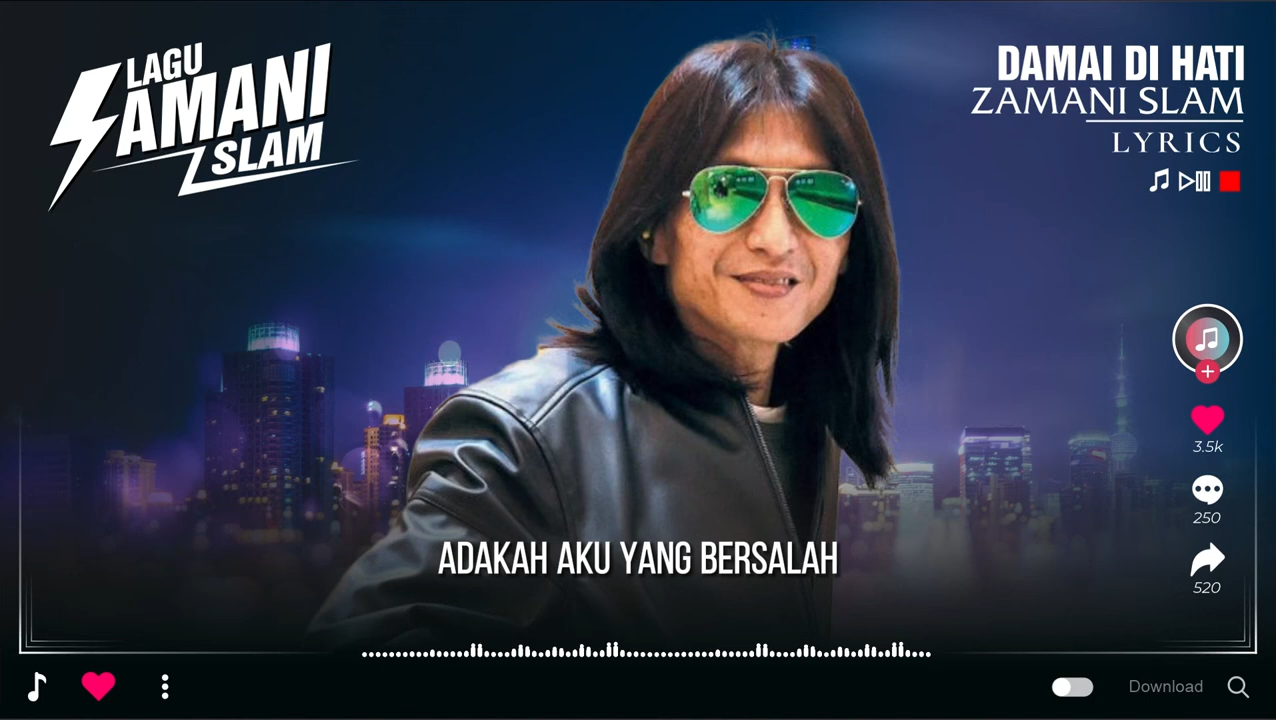 LAGU
ZAMANI
SLAM
DAMAI DI HATI
ZAMANI SLAM
LYRICS
3.5k
250
520
ADAKAH AKU YANG BERSALAH
Download